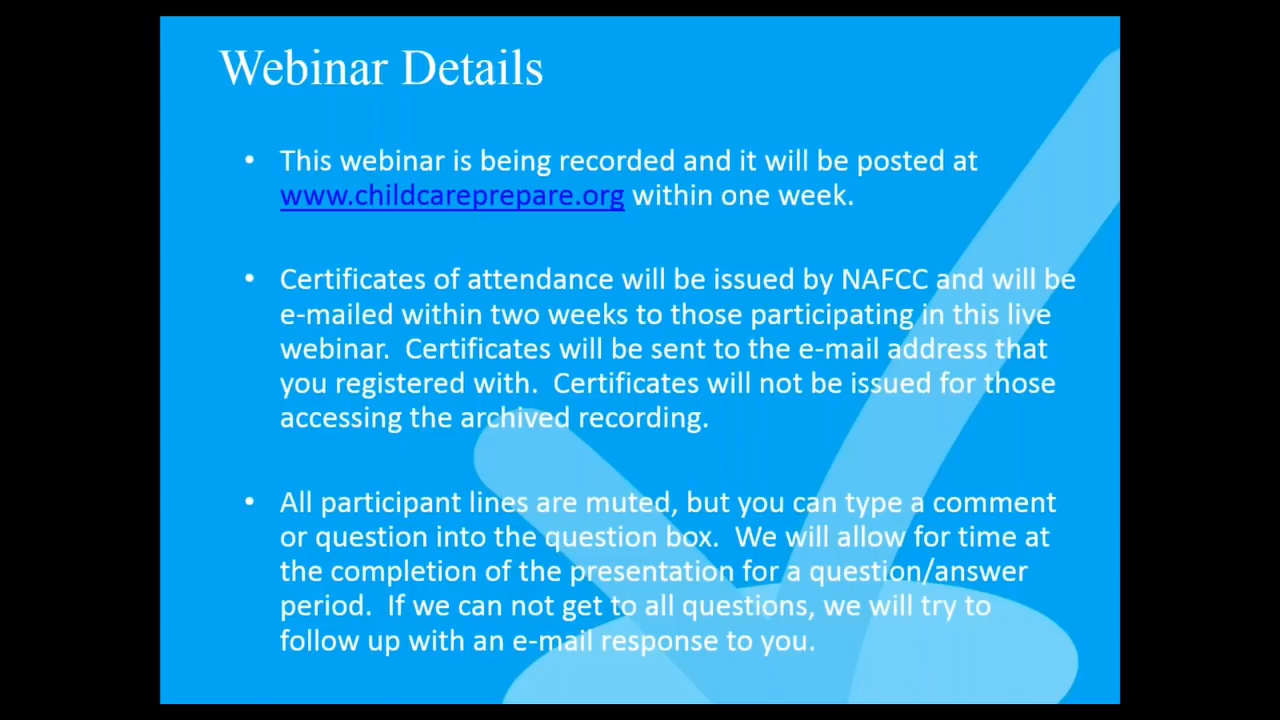 Webinar Details
• This webinar is being recorded and it will be posted at
www.childcareprepare.org within one week.
• Certificates of attendance will be issued by NAFCC and will be
e-mailed within two weeks to those participating in this live
webinar.  Certificates will be sent to the e-mail address that
you registered with.  Certificates will not be issued for those
accessing the archived recording.
• All participant lines are muted, but you can type a comment
or question into the question box.  We will allow for time at
the completion of the presentation for a question/answer
period.  If we can not get to all questions, we will try to
follow up with an e-mail response to you.